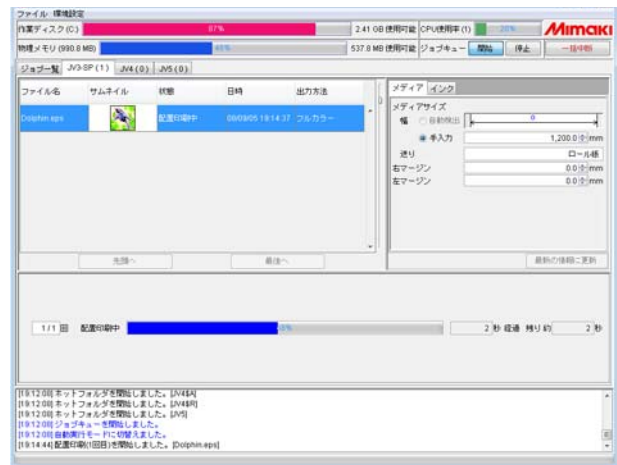 ファイル 環境設定
作業ディスク(C:) 87% 2.41 GB 使用可能 CPU使用率(1) 20% Mimaki
物理メモリ(990.8 MB) 537.8 MB 使用可能 ジョブキュー 開始 停止 一括中断
ジョブ一覧 JV3-SP(1) JV4(0) JV5(0)
ファイル名 サムネイル 状態 日時 出力方法
Dolphin.eps 配置印刷中 08/09/05 19:14:37 フルカラー
先頭へ 最後へ
メディア インク
メディアサイズ
幅 自動検出 0
手入力 1,200.0 mm
送り ロール紙
右マージン 0.0 mm
左マージン 0.0 mm
最新の情報に更新
1/1 回 配置印刷中 2 秒 経過 残り 約 2 秒
[19:12:08] ホットフォルダを開始しました。[JV4$A]
[19:12:08] ホットフォルダを開始しました。[JV4$R]
[19:12:08] ホットフォルダを開始しました。[JV5]
[19:12:08] ジョブキューを開始しました。
[19:12:08] 自動実行モードに切替えました。
[19:14:44] 配置印刷(1回目)を開始しました。[Dolphin.eps]